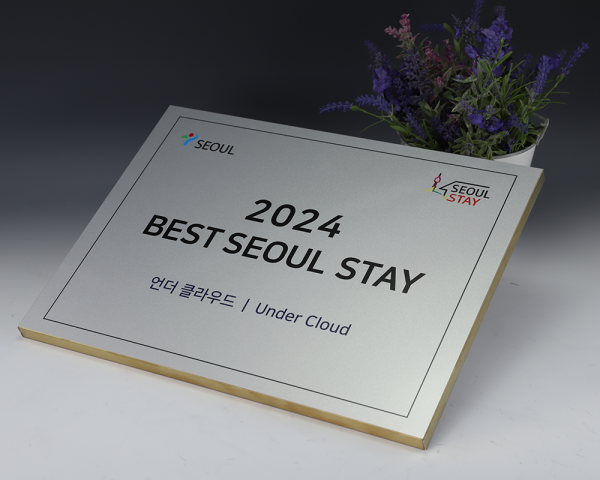 SEOUL
SEOUL
STAY
2024
BEST SEOUL STAY
언더 클라우드 | Under Cloud